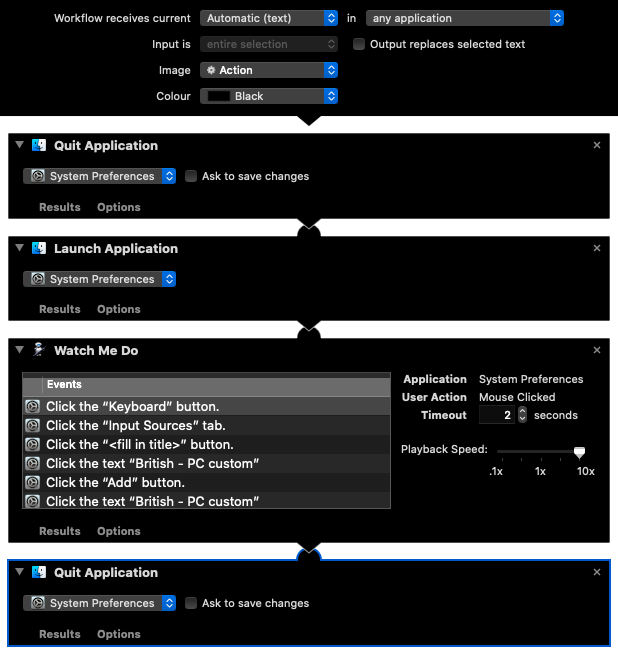 Workflow receives current Automatic (text) in any application
Input is entire selection Output replaces selected text
Image Action
Colour Black
Quit Application
System Preferences Ask to save changes
Results Options
Launch Application
System Preferences
Results Options
Watch Me Do
Events
Click the “Keyboard” button.
Click the “Input Sources” tab.
Click the “<fill in title>” button.
Click the text “British - PC custom”
Click the “Add” button.
Click the text “British - PC custom”
Application System Preferences
User Action Mouse Clicked
Timeout 2 seconds
Playback Speed:
.1x 1x 10x
Results Options
Quit Application
System Preferences Ask to save changes
Results Options